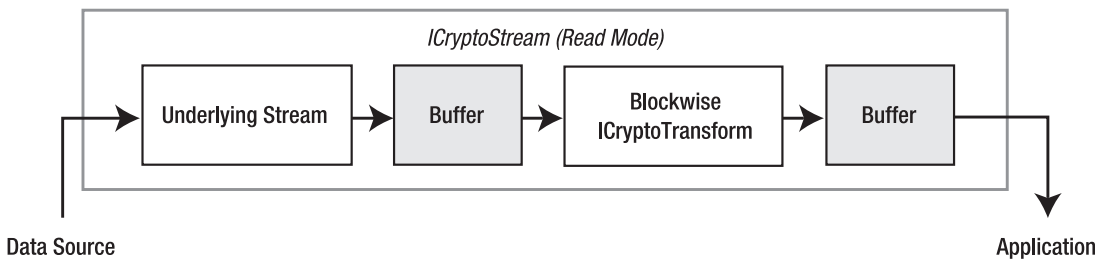 ICryptoStream (Read Mode)
Underlying Stream
Buffer
Blockwise
ICryptoTransform
Buffer
Data Source
Application